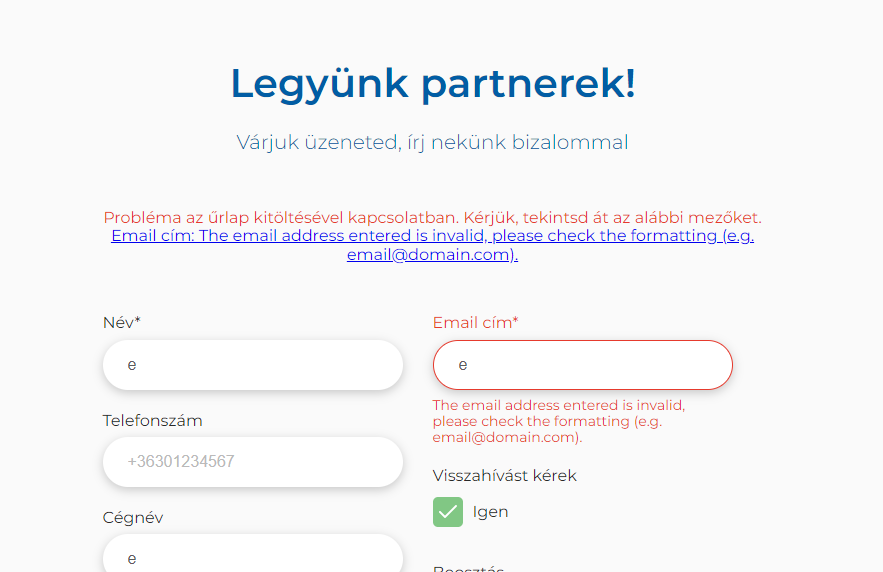 Legyünk partnerek!
Várjuk üzeneted, írj nekünk bizalommal
Probléma az űrlap kitöltésével kapcsolatban. Kérjük, tekintsd át az alábbi mezőket.
Email cím: The email address entered is invalid, please check the formatting (e.g.
email@domain.com).
Név*
e
Email cím*
e
The email address entered is invalid,
please check the formatting (e.g.
email@domain.com).
Telefonszám
+36301234567
Visszahívást kérek
Igen
Cégnév
e
Beosztás